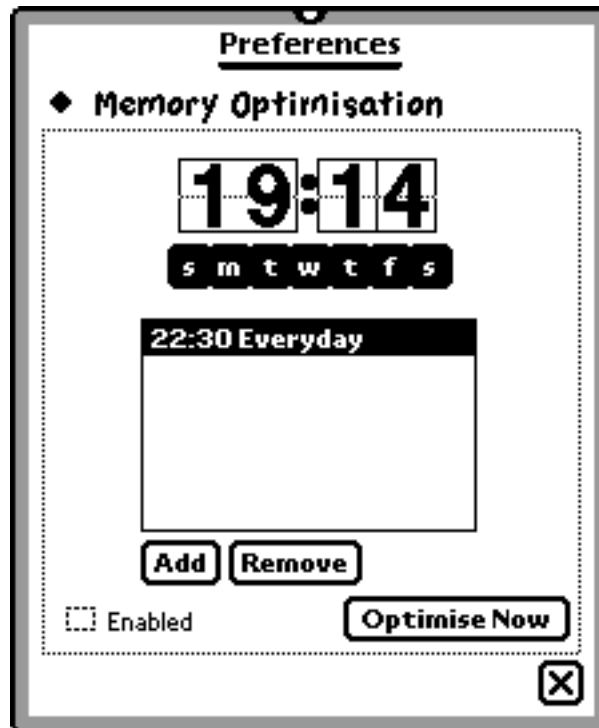 Preferences
Memory Optimisation
19:14
s m t w t f s
22:30 Everyday
Add Remove
Enabled Optimise Now